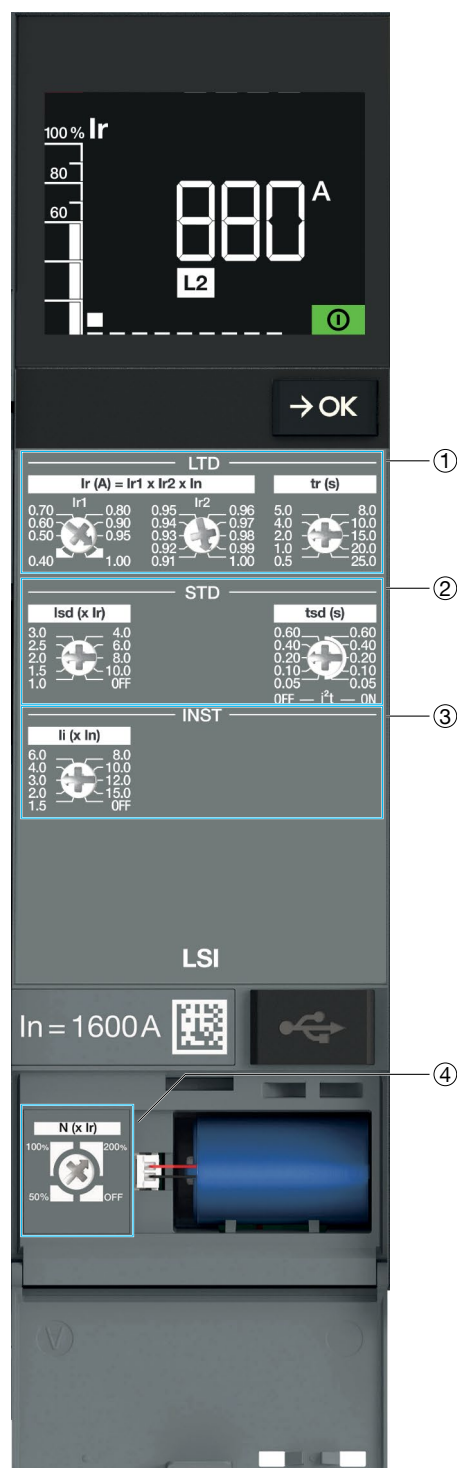 100 % Ir
80
60
880 A
L2
→OK
①
LTD
Ir (A) = Ir1 x Ir2 x In
tr (s)
Ir1
0.70 0.80
0.60 0.90
0.50 0.95
0.40 1.00
Ir2
0.95 0.96
0.94 0.97
0.93 0.98
0.92 0.99
0.91 1.00
5.0 8.0
4.0 10.0
2.0 15.0
1.0 20.0
0.5 25.0
②
STD
Isd (x Ir)
tsd (s)
3.0 4.0
2.5 6.0
2.0 8.0
1.5 10.0
1.0 OFF
0.60 0.60
0.40 0.40
0.20 0.20
0.10 0.10
0.05 0.05
OFF — i²t — ON
③
INST
Ii (x In)
6.0 8.0
4.0 10.0
3.0 12.0
2.0 15.0
1.5 OFF
LSI
In = 1600 A
④
N (x Ir)
100% 200%
50% OFF